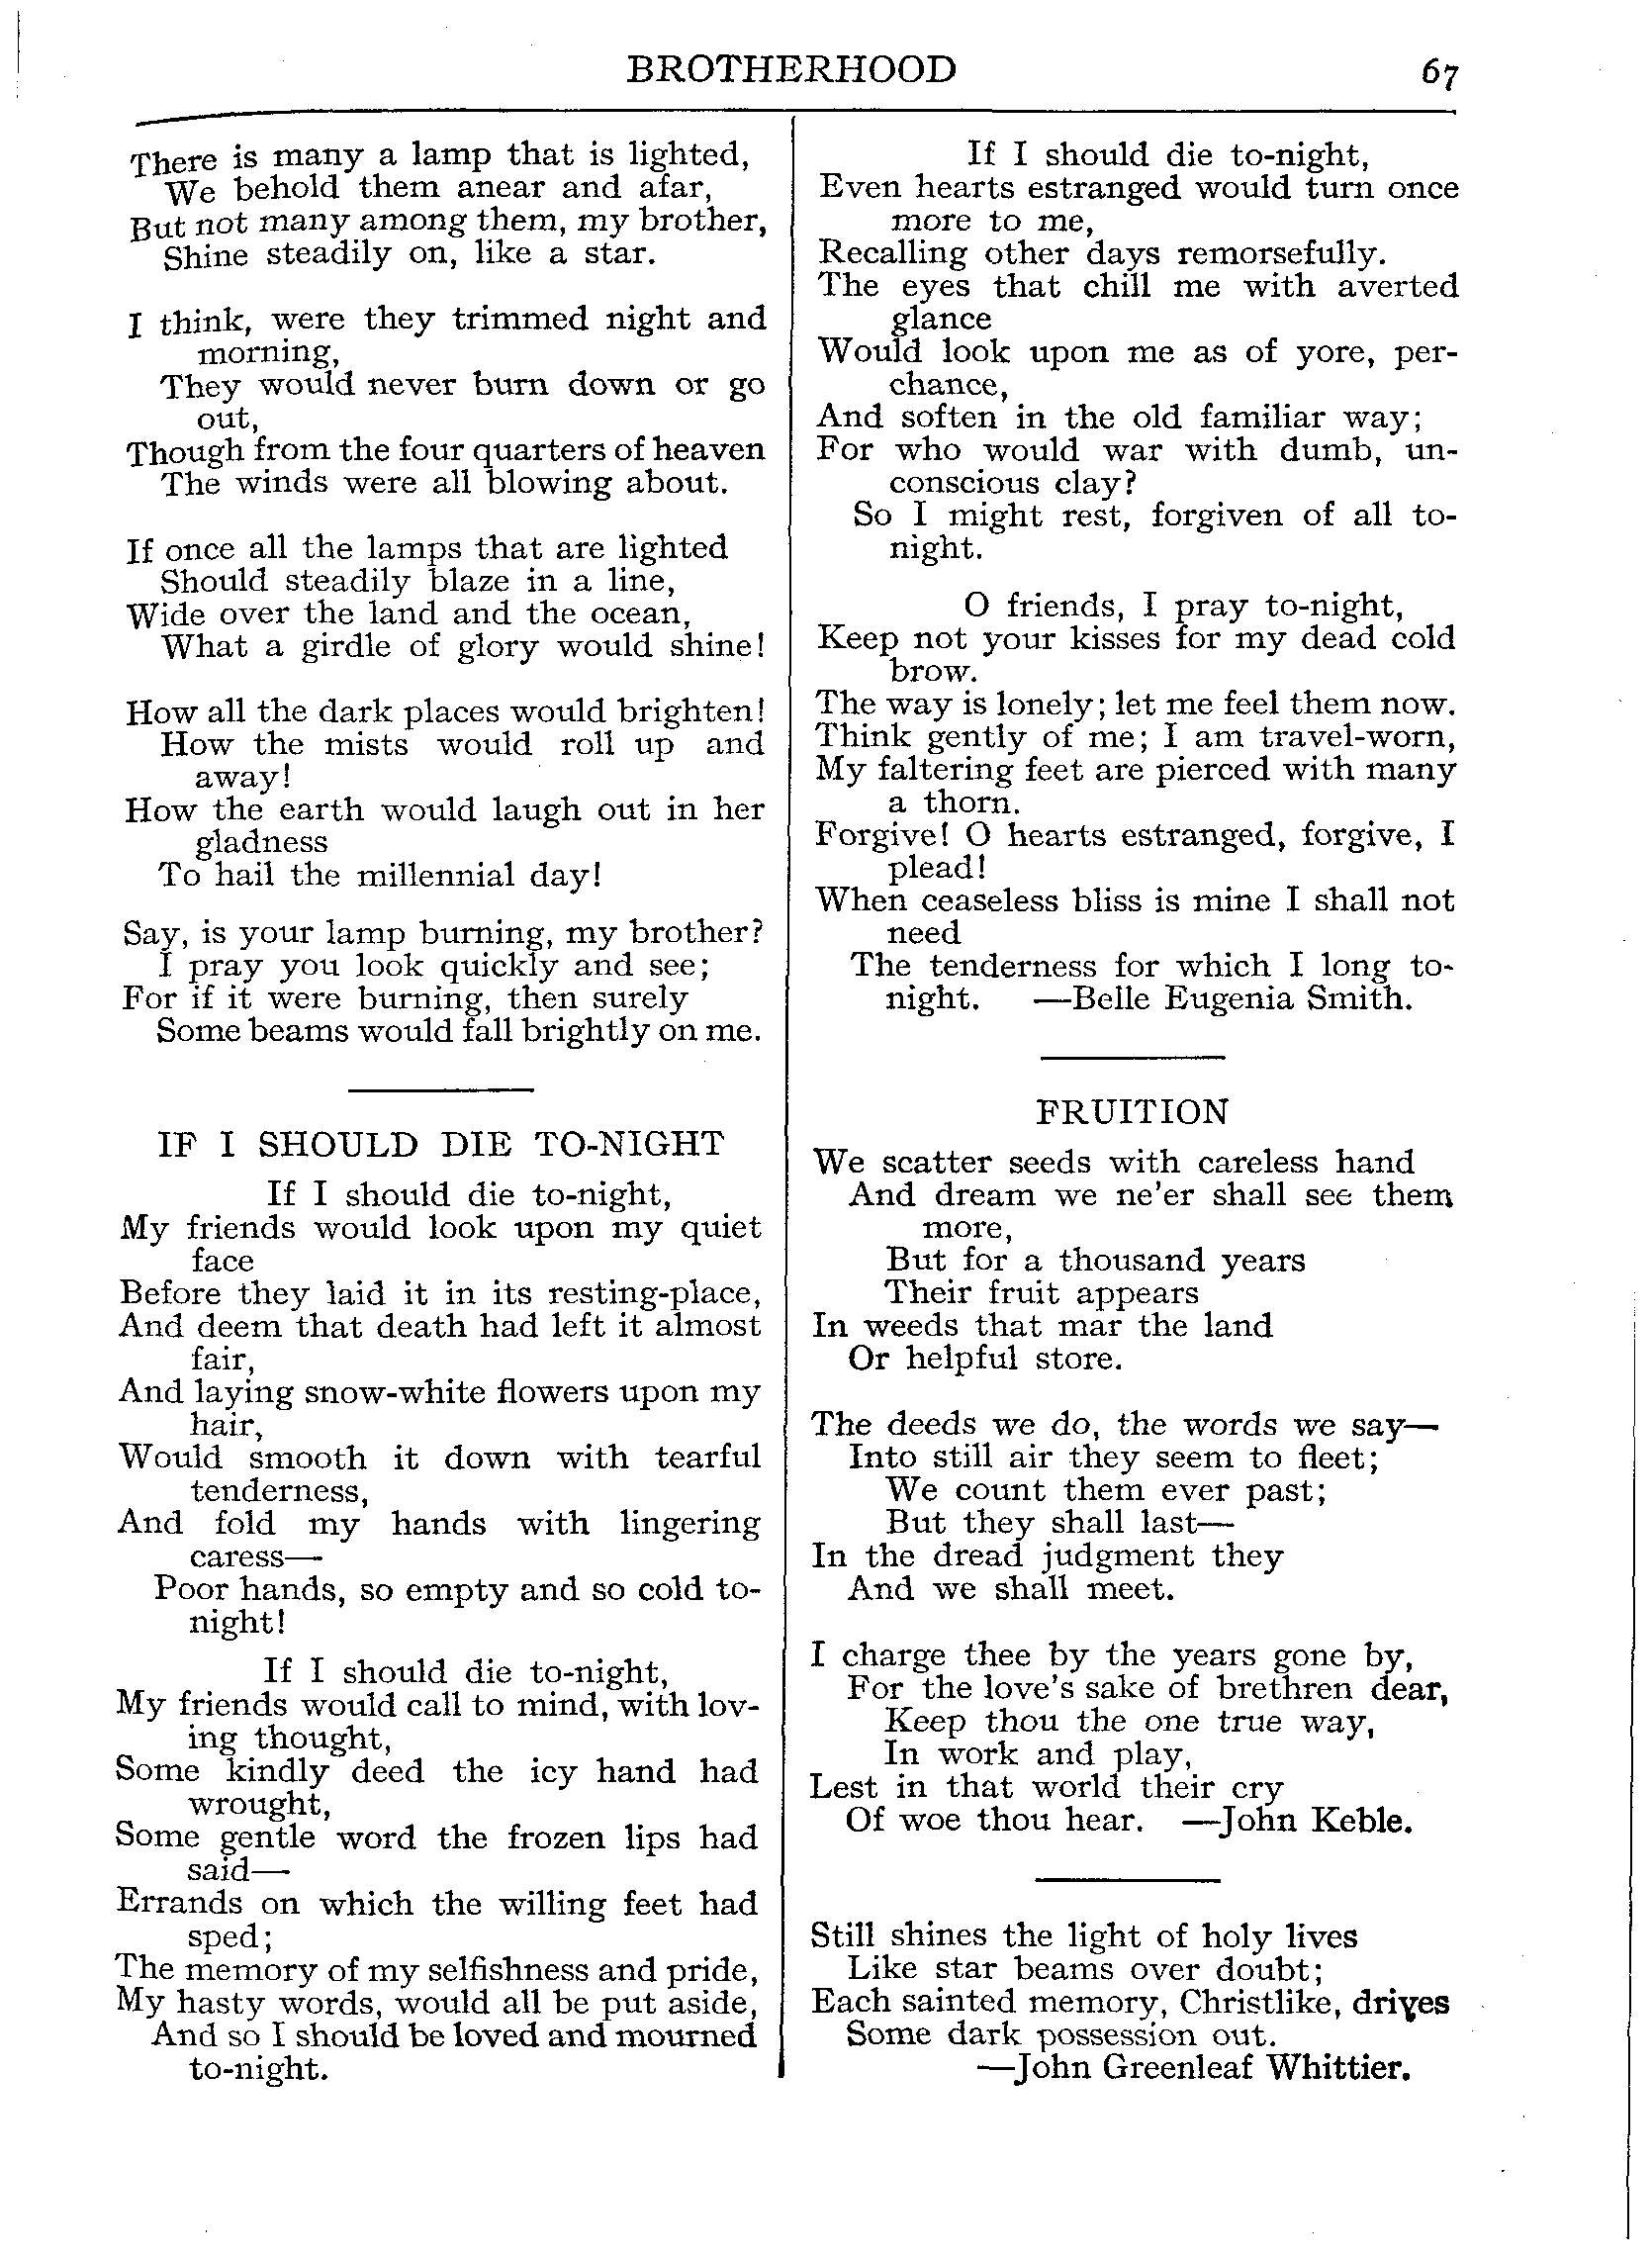 BROTHERHOOD
67
There is many a lamp that is lighted,
We behold them anear and afar,
But not many among them, my brother,
Shine steadily on, like a star.
I think, were they trimmed night and
morning,
They would never burn down or go
out,
Though from the four quarters of heaven
The winds were all blowing about.
If once all the lamps that are lighted
Should steadily blaze in a line,
Wide over the land and the ocean,
What a girdle of glory would shine!
How all the dark places would brighten!
How the mists would roll up and
away!
How the earth would laugh out in her
gladness
To hail the millennial day!
Say, is your lamp burning, my brother?
I pray you look quickly and see;
For if it were burning, then surely
Some beams would fall brightly on me.
IF I SHOULD DIE TO-NIGHT
If I should die to-night,
My friends would look upon my quiet
face
Before they laid it in its resting-place,
And deem that death had left it almost
fair,
And laying snow-white flowers upon my
hair,
Would smooth it down with tearful
tenderness,
And fold my hands with lingering
caress—
Poor hands, so empty and so cold to-
night!
If I should die to-night,
My friends would call to mind, with lov-
ing thought,
Some kindly deed the icy hand had
wrought,
Some gentle word the frozen lips had
said—
Errands on which the willing feet had
sped;
The memory of my selfishness and pride,
My hasty words, would all be put aside,
And so I should be loved and mourned
to-night.
If I should die to-night,
Even hearts estranged would turn once
more to me,
Recalling other days remorsefully.
The eyes that chill me with averted
glance
Would look upon me as of yore, per-
chance,
And soften in the old familiar way;
For who would war with dumb, un-
conscious clay?
So I might rest, forgiven of all to-
night.
O friends, I pray to-night,
Keep not your kisses for my dead cold
brow.
The way is lonely; let me feel them now.
Think gently of me; I am travel-worn,
My faltering feet are pierced with many
a thorn.
Forgive! O hearts estranged, forgive, I
plead!
When ceaseless bliss is mine I shall not
need
The tenderness for which I long to-
night. —Belle Eugenia Smith.
FRUITION
We scatter seeds with careless hand
And dream we ne'er shall see them
more,
But for a thousand years
Their fruit appears
In weeds that mar the land
Or helpful store.
The deeds we do, the words we say—
Into still air they seem to fleet;
We count them ever past;
But they shall last—
In the dread judgment they
And we shall meet.
I charge thee by the years gone by,
For the love's sake of brethren dear,
Keep thou the one true way,
In work and play,
Lest in that world their cry
Of woe thou hear. —John Keble.
Still shines the light of holy lives
Like star beams over doubt;
Each sainted memory, Christlike, drives
Some dark possession out.
—John Greenleaf Whittier.